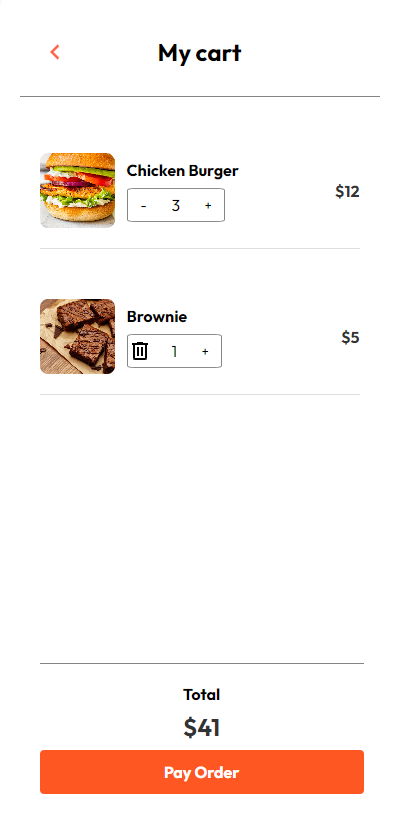 My cart
Chicken Burger
- 3 +
$12
Brownie
1 +
$5
Total
$41
Pay Order